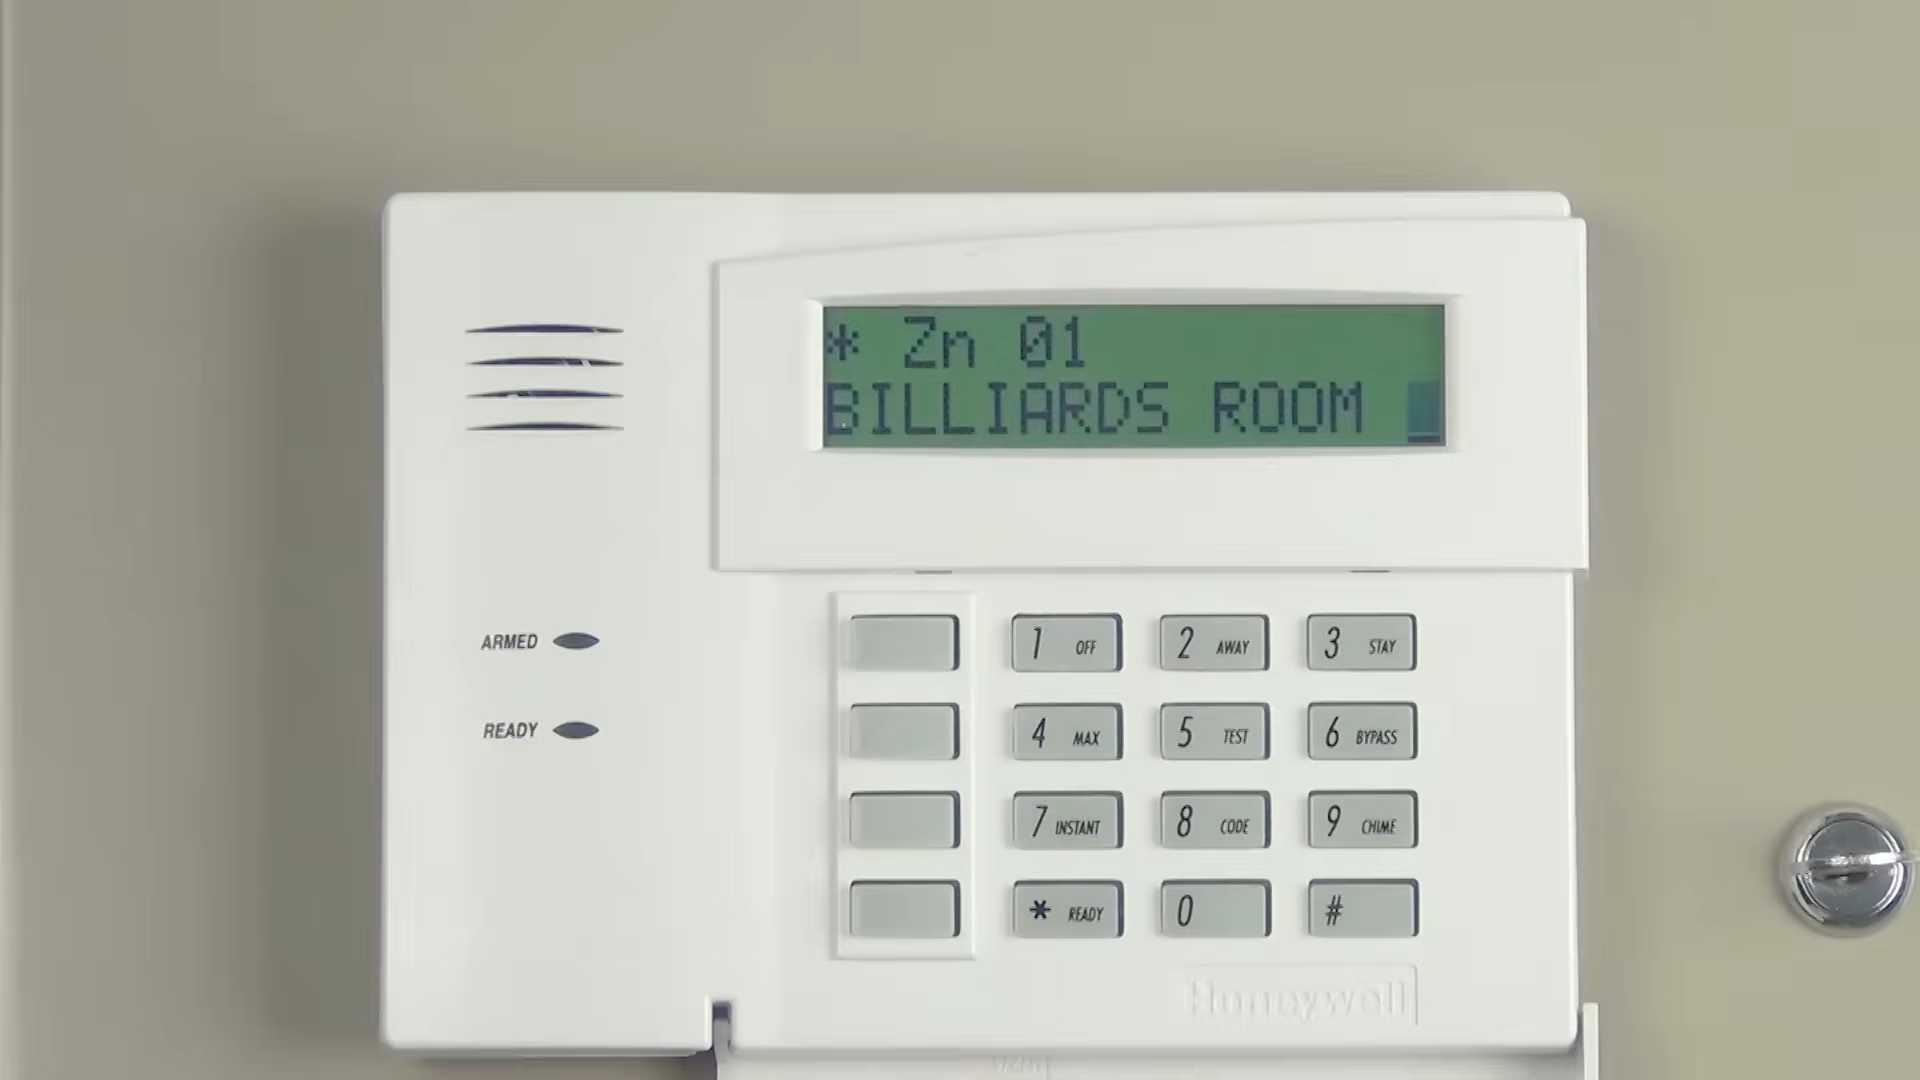 * Zn 01
BILLIARDS ROOM
ARMED
READY
1 OFF
2 AWAY
3 STAY
4 MAX
5 TEST
6 BYPASS
7 INSTANT
8 CODE
9 CHIME
* READY
0
#
Honeywell